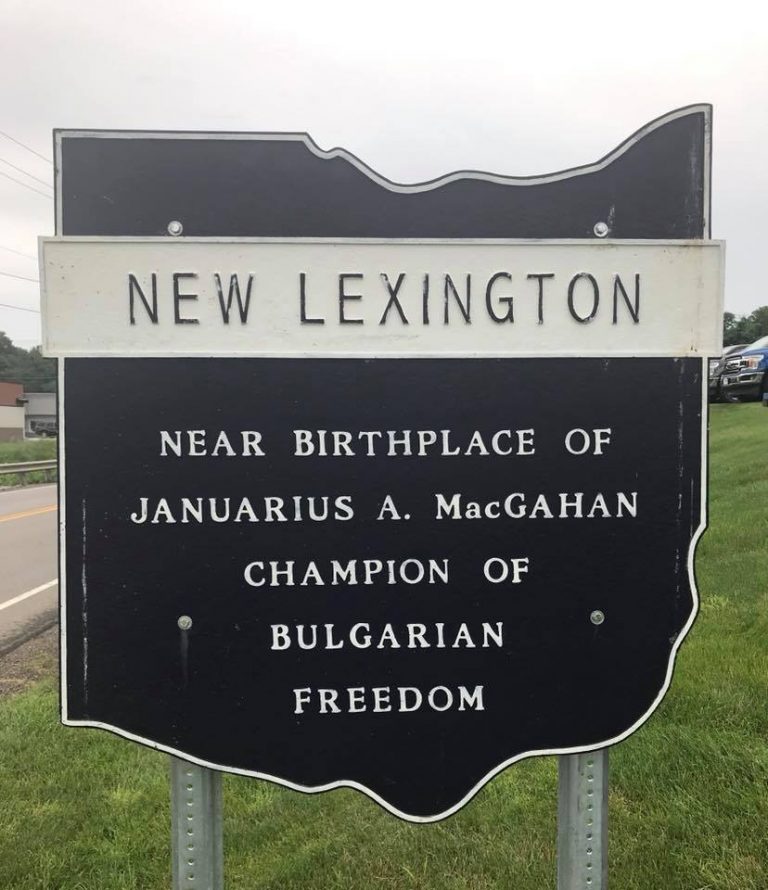 NEW LEXINGTON
NEAR BIRTHPLACE OF
JANUARIUS A. MacGAHAN
CHAMPION OF
BULGARIAN
FREEDOM